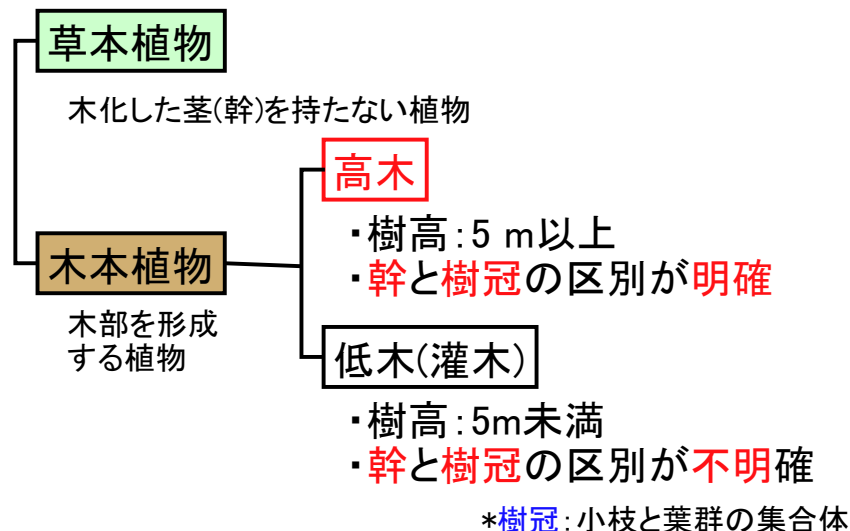 草本植物
木化した茎(幹)を持たない植物
高木
・樹高:5 m以上
・幹と樹冠の区別が明確
木本植物
木部を形成
する植物
低木(灌木)
・樹高:5m未満
・幹と樹冠の区別が不明確
*樹冠:小枝と葉群の集合体